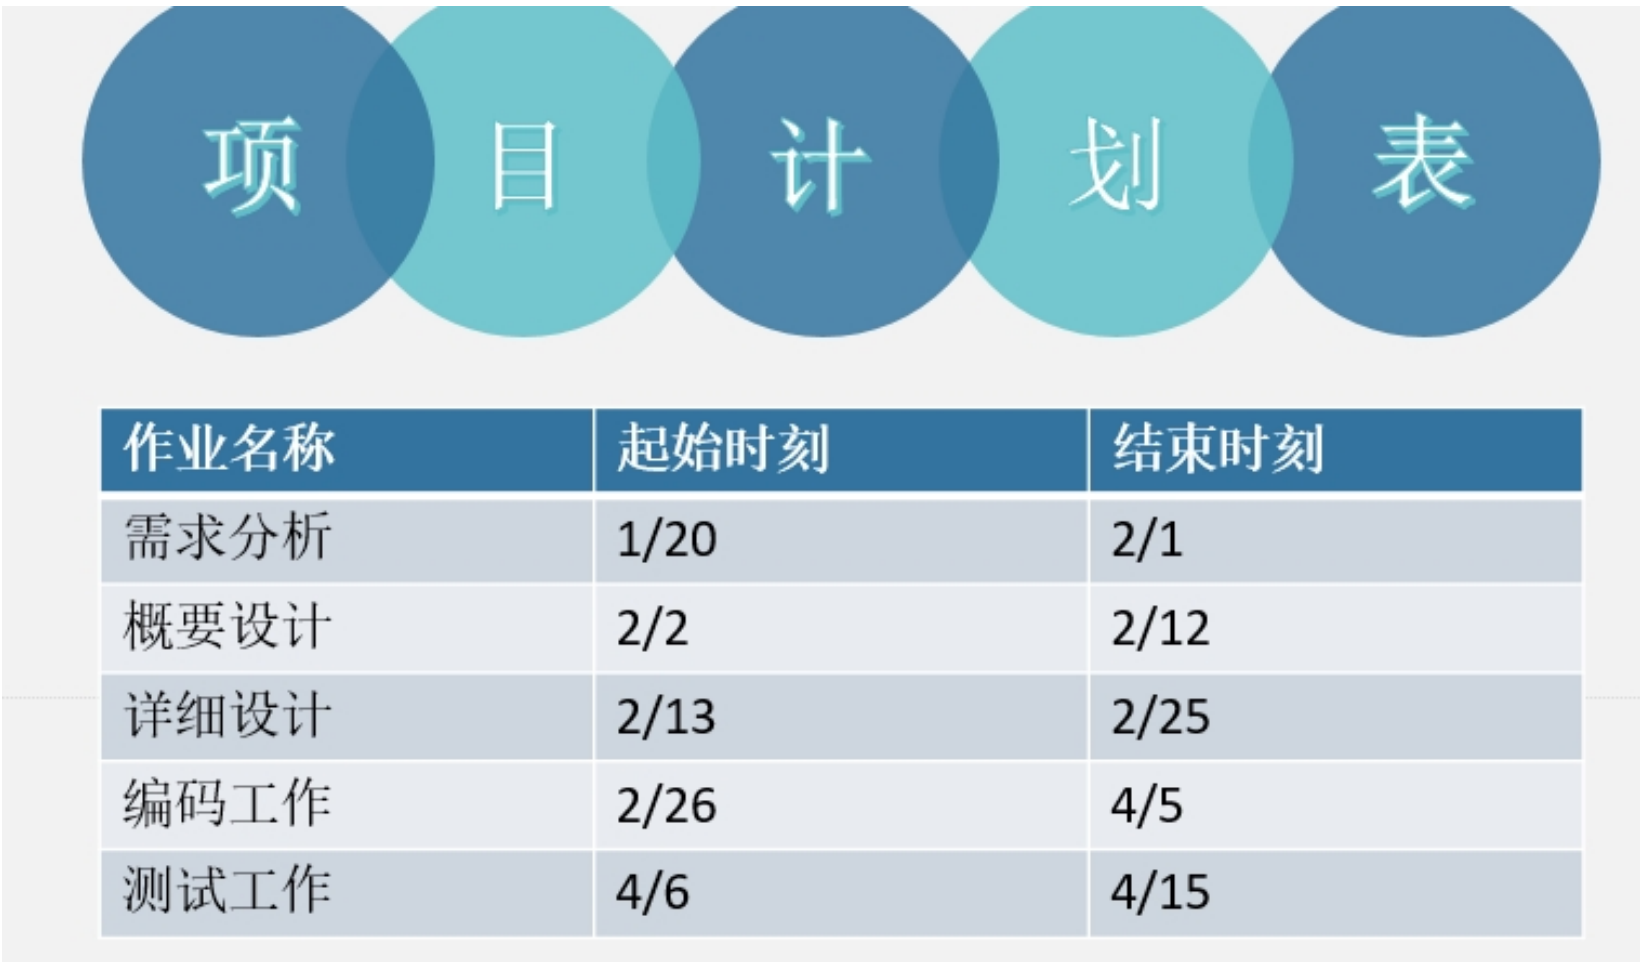 项目计划表
作业名称 起始时刻 结束时刻
需求分析 1/20 2/1
概要设计 2/2 2/12
详细设计 2/13 2/25
编码工作 2/26 4/5
测试工作 4/6 4/15